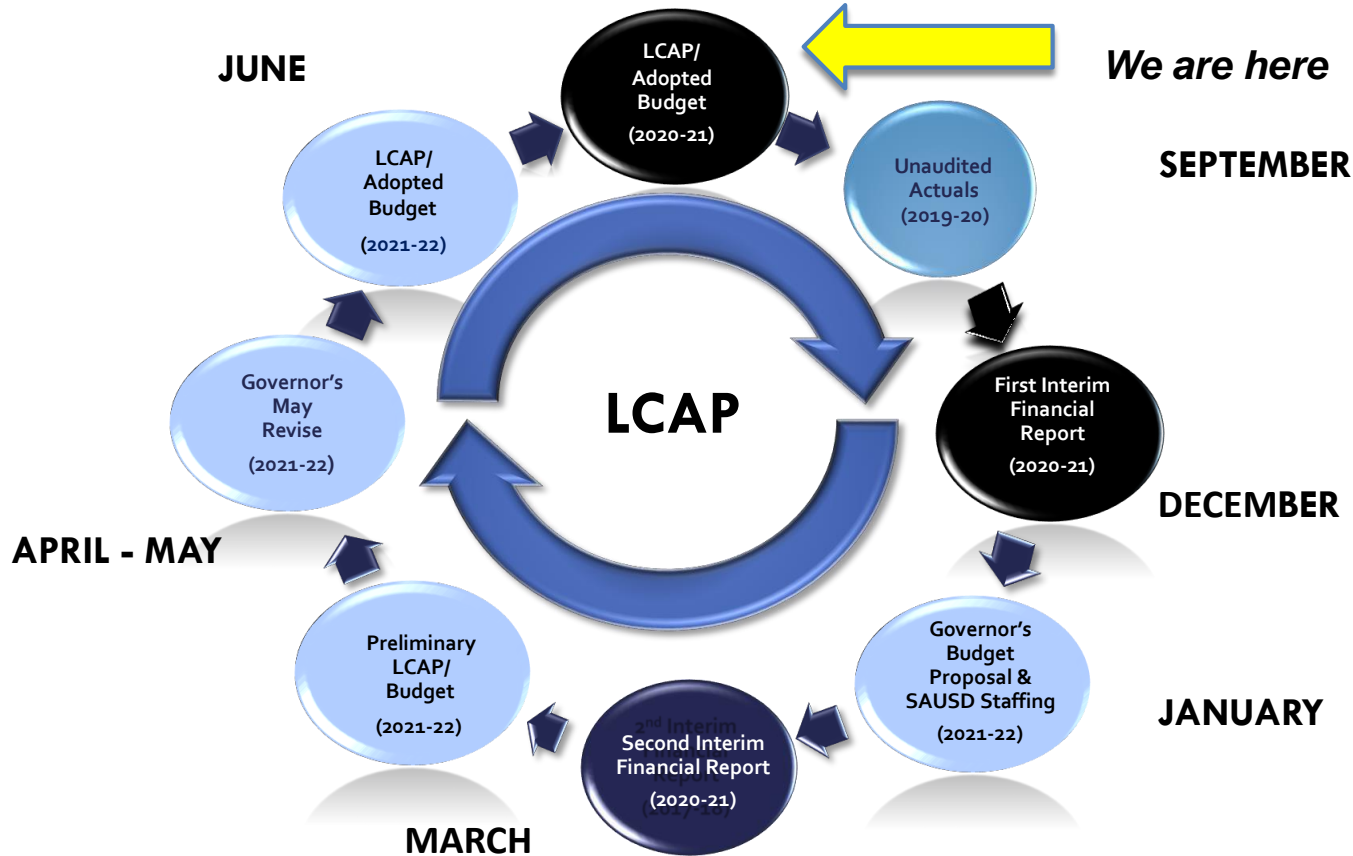 JUNE
LCAP/
Adopted
Budget
(2020-21)
We are here
Unaudited
Actuals
(2019-20)
SEPTEMBER
First Interim
Financial
Report
(2020-21)
DECEMBER
Governor's
Budget
Proposal &
SAUSD Staffing
(2021-22)
JANUARY
2nd Interim
Second Interim
Financial Report
(2020-21)
MARCH
Preliminary
LCAP/
Budget
(2021-22)
APRIL - MAY
Governor's
May
Revise
(2021-22)
LCAP/
Adopted
Budget
(2021-22)
LCAP